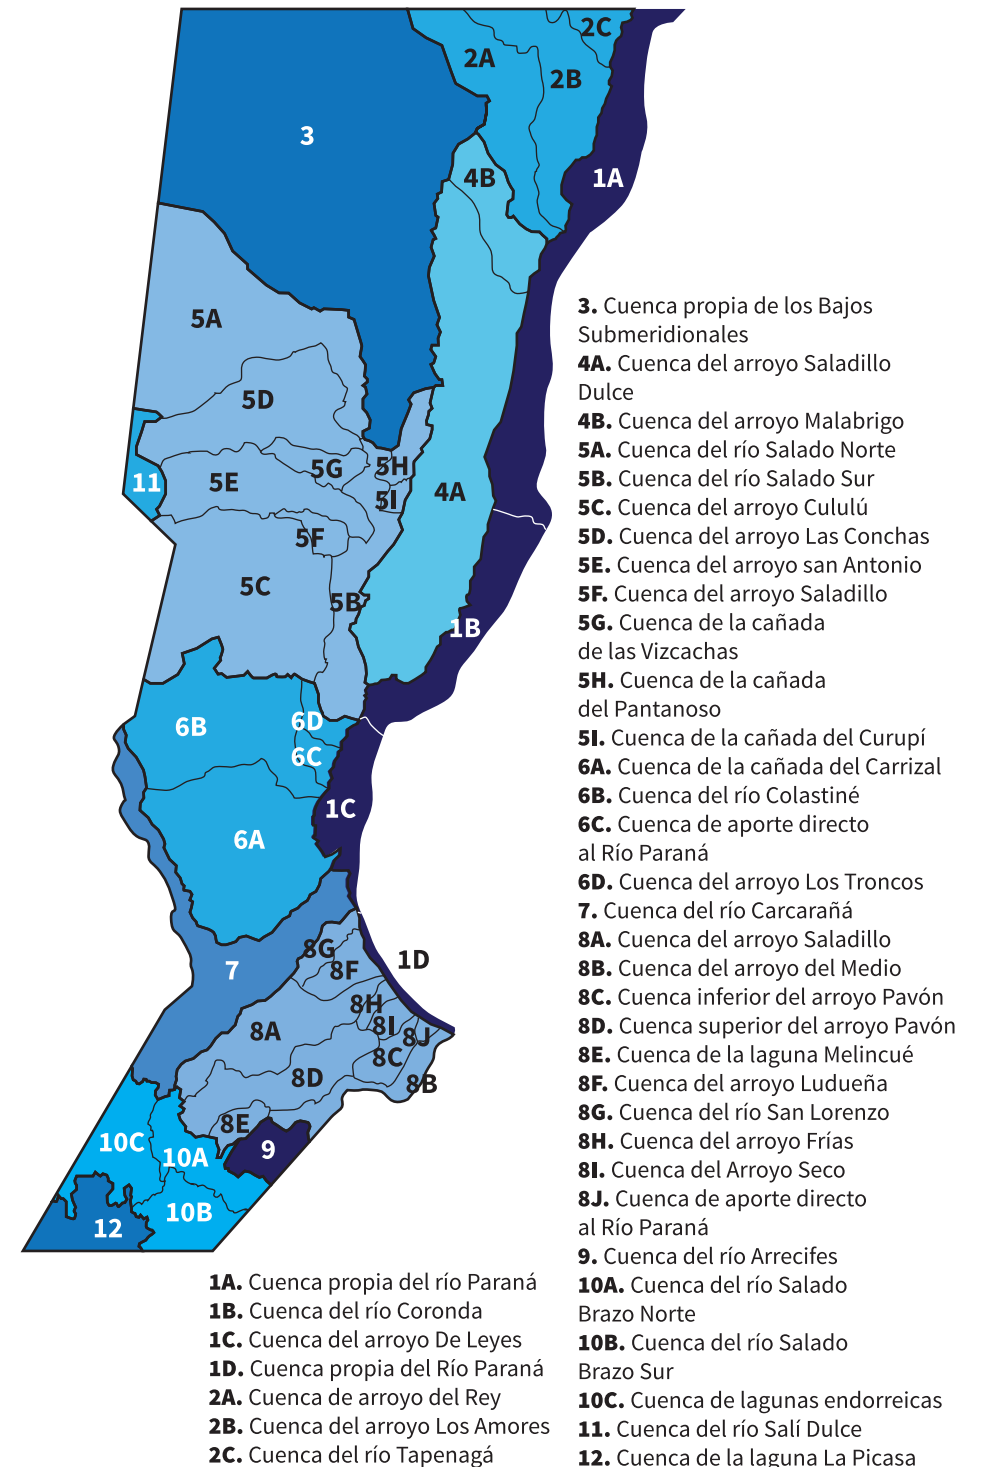 2C
2A
2B
3
4B
1A
5A
5D
5G
5H
11
5E
5I
4A
5F
5C
5B
1B
6B
6D
6C
1C
6A
8G
7
8F
1D
8H
8A
8I
8J
8C
8D
8B
8E
10C
10A
9
10B
12
3. Cuenca propia de los Bajos
Submeridionales
4A. Cuenca del arroyo Saladillo
Dulce
4B. Cuenca del arroyo Malabrigo
5A. Cuenca del río Salado Norte
5B. Cuenca del río Salado Sur
5C. Cuenca del arroyo Cululú
5D. Cuenca del arroyo Las Conchas
5E. Cuenca del arroyo san Antonio
5F. Cuenca del arroyo Saladillo
5G. Cuenca de la cañada
de las Vizcachas
5H. Cuenca de la cañada
del Pantanoso
5I. Cuenca de la cañada del Curupí
6A. Cuenca de la cañada del Carrizal
6B. Cuenca del río Colastiné
6C. Cuenca de aporte directo
al Río Paraná
6D. Cuenca del arroyo Los Troncos
7. Cuenca del río Carcarañá
8A. Cuenca del arroyo Saladillo
8B. Cuenca del arroyo del Medio
8C. Cuenca inferior del arroyo Pavón
8D. Cuenca superior del arroyo Pavón
8E. Cuenca de la laguna Melincué
8F. Cuenca del arroyo Ludueña
8G. Cuenca del río San Lorenzo
8H. Cuenca del arroyo Frías
8I. Cuenca del Arroyo Seco
8J. Cuenca de aporte directo
al Río Paraná
9. Cuenca del río Arrecifes
10A. Cuenca del río Salado
Brazo Norte
10B. Cuenca del río Salado
Brazo Sur
10C. Cuenca de lagunas endorreicas
11. Cuenca del río Salí Dulce
12. Cuenca de la laguna La Picasa
1A. Cuenca propia del río Paraná
1B. Cuenca del río Coronda
1C. Cuenca del arroyo De Leyes
1D. Cuenca propia del Río Paraná
2A. Cuenca de arroyo del Rey
2B. Cuenca del arroyo Los Amores
2C. Cuenca del río Tapenagá